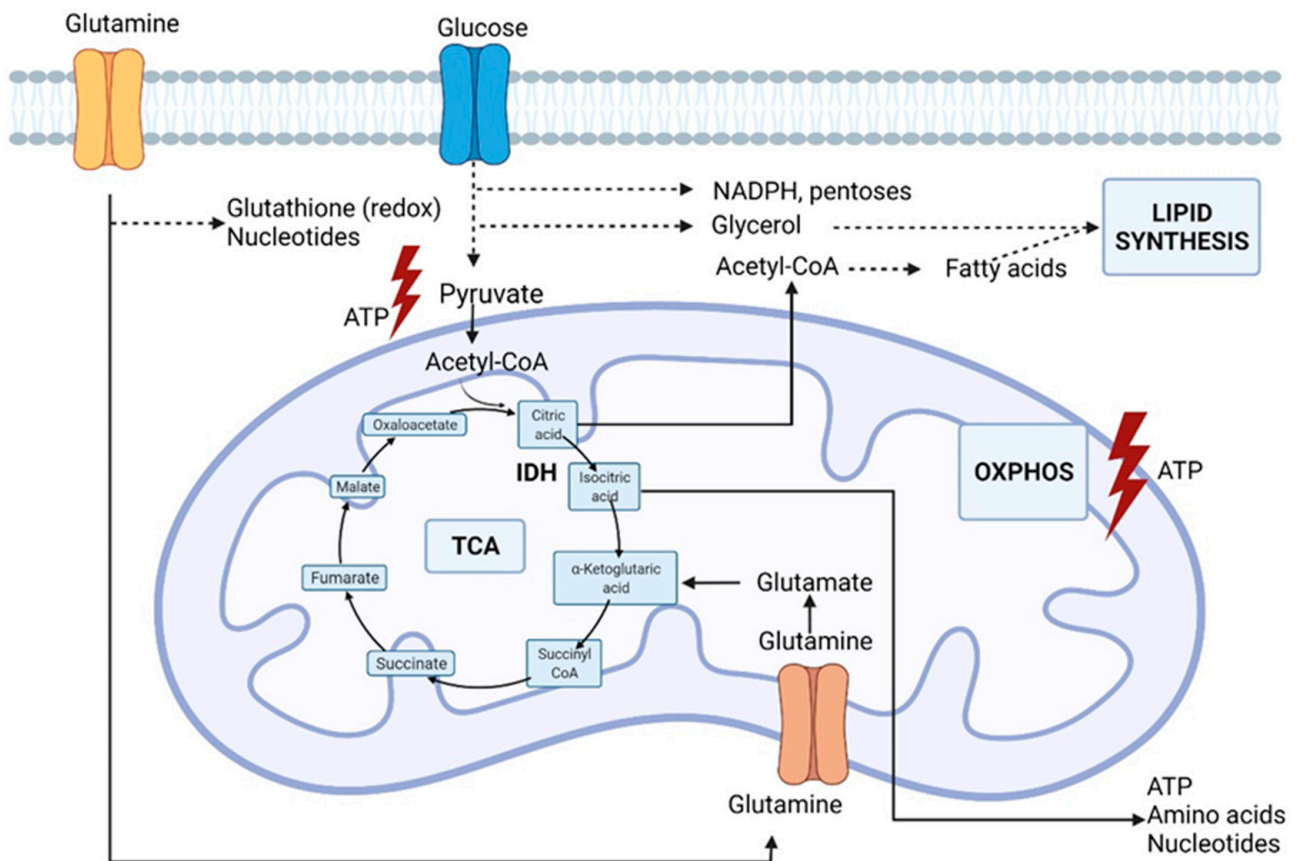 Glutamine
Glucose
NADPH, pentoses
Glutathione (redox)
Nucleotides
Glycerol
LIPID
SYNTHESIS
Acetyl-CoA
Fatty acids
Pyruvate
ATP
Acetyl-CoA
Citric
acid
Oxaloacetate
IDH
Isocitric
acid
Malate
OXPHOS
ATP
TCA
α-Ketoglutaric
acid
Fumarate
Glutamate
Glutamine
Succinyl
CoA
Succinate
Glutamine
ATP
Amino acids
Nucleotides